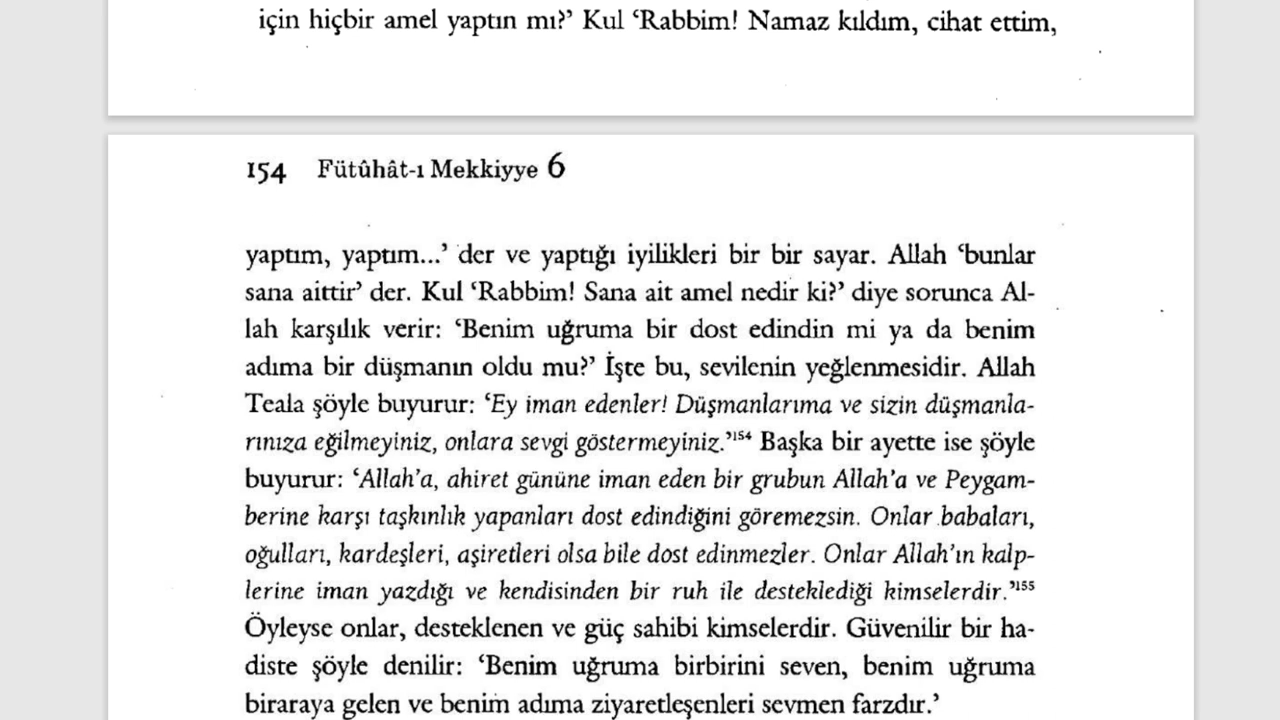 için hiçbir amel yaptın mı?’ Kul ‘Rabbim! Namaz kıldım, cihat ettim,
154 Fütûhât-ı Mekkiyye 6
yaptım, yaptım...’ der ve yaptığı iyilikleri bir bir sayar. Allah ‘bunlar
sana aittir’ der. Kul ‘Rabbim! Sana ait amel nedir ki?’ diye sorunca Al-
lah karşılık verir: ‘Benim uğruma bir dost edindin mi ya da benim
adıma bir düşmanın oldu mu?’ İşte bu, sevilenin yeğlenmesidir. Allah
Teala şöyle buyurur: ‘Ey iman edenler! Düşmanlarıma ve sizin düşmanla-
rınıza eğilmeyiniz, onlara sevgi göstermeyiniz.’154 Başka bir ayette ise şöyle
buyurur: ‘Allah’a, ahiret gününe iman eden bir grubun Allah’a ve Peygam-
berine karşı taşkınlık yapanları dost edindiğini göremezsin. Onlar babaları,
oğulları, kardeşleri, aşiretleri olsa bile dost edinmezler. Onlar Allah’ın kalp-
lerine iman yazdığı ve kendisinden bir ruh ile desteklediği kimselerdir.’155
Öyleyse onlar, desteklenen ve güç sahibi kimselerdir. Güvenilir bir ha-
diste şöyle denilir: ‘Benim uğruma birbirini seven, benim uğruma
biraraya gelen ve benim adıma ziyaretleşenleri sevmen farzdır.’